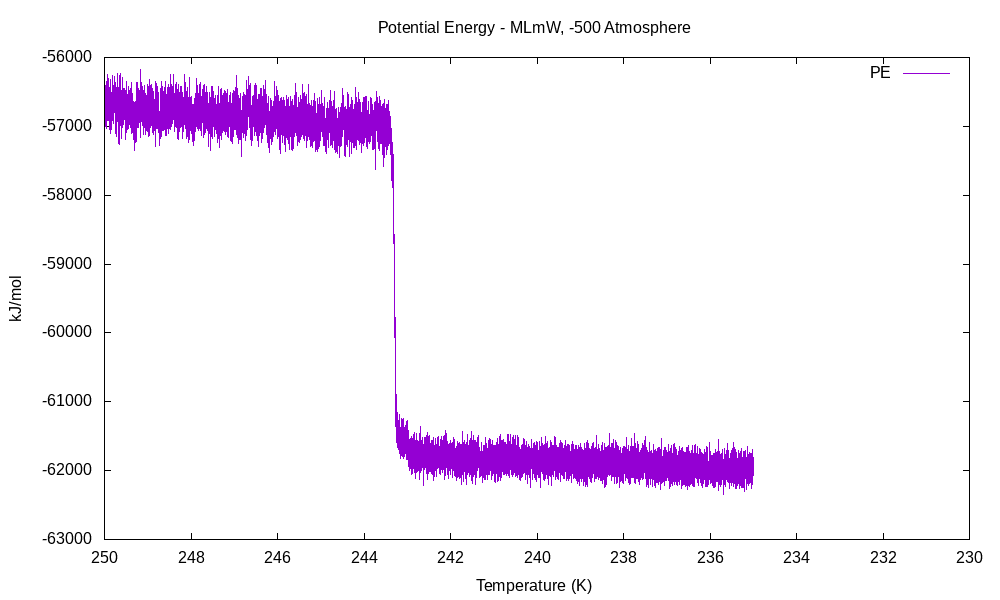 Potential Energy - MLmW, -500 Atmosphere
PE
-56000
-57000
-58000
-59000
-60000
-61000
-62000
-63000
kJ/mol
250 248 246 244 242 240 238 236 234 232 230
Temperature (K)